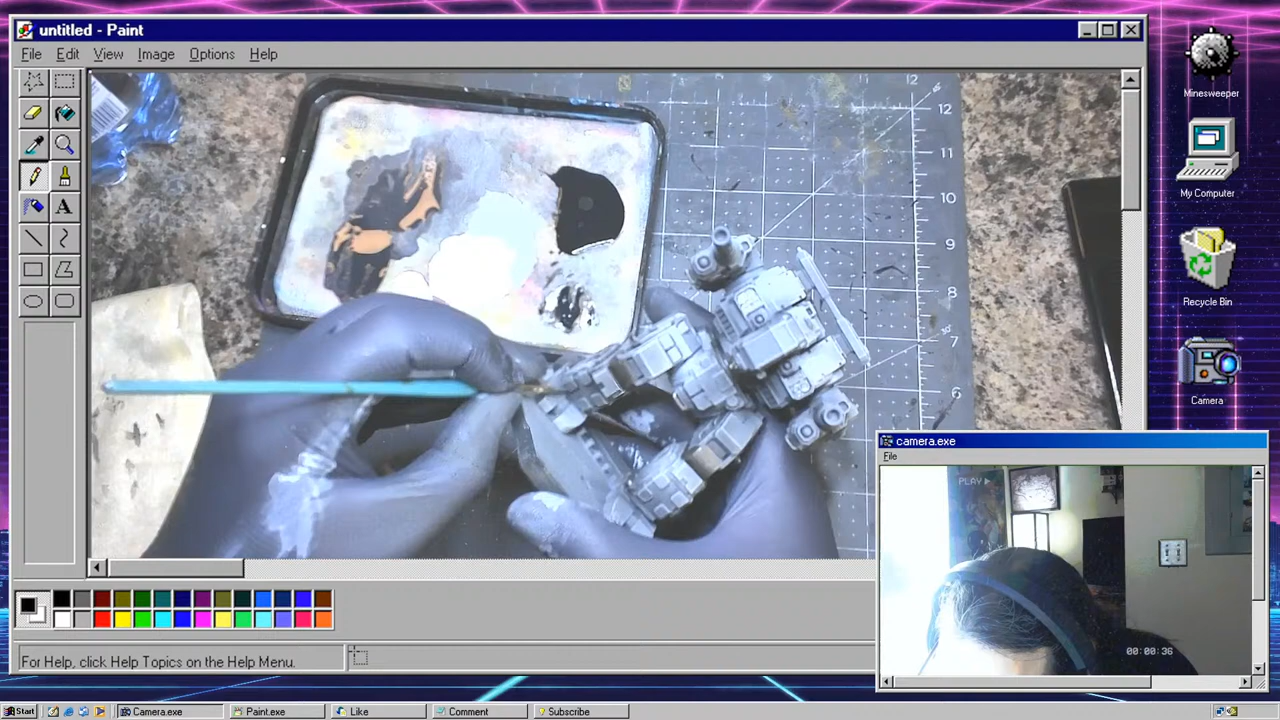 untitled - Paint
File Edit View Image Options Help
12
11
10
9
8
7
6
Minesweeper
My Computer
Recycle Bin
Camera
camera.exe
File
PLAY
00:00:36
For Help, click Help Topics on the Help Menu.
Start Camera.exe Paint.exe Like Comment Subscribe